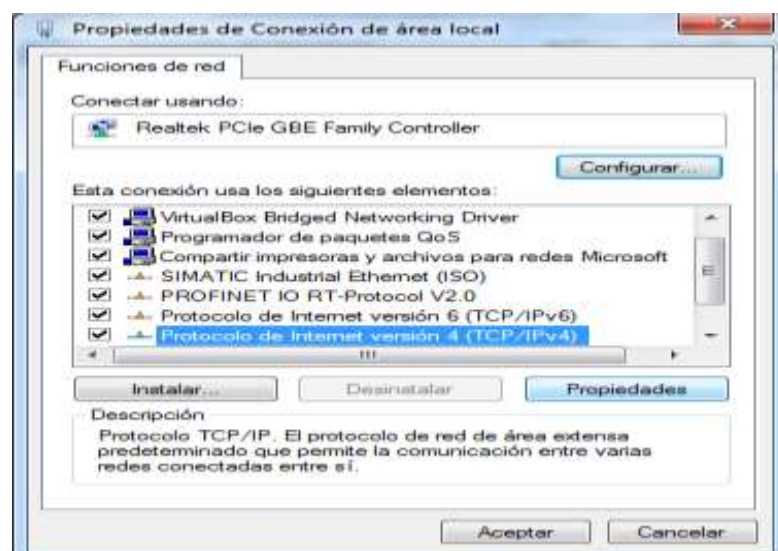 Propiedades de Conexión de área local
Funciones de red
Conectar usando:
Realtek PCIe GBE Family Controller
Configurar...
Esta conexión usa los siguientes elementos:
VirtualBox Bridged Networking Driver
Programador de paquetes QoS
Compartir impresoras y archivos para redes Microsoft
SIMATIC Industrial Ethernet (ISO)
PROFINET IO RT-Protocol V2.0
Protocolo de Internet versión 6 (TCP/IPv6)
Protocolo de Internet versión 4 (TCP/IPv4)
Instalar... Desinstalar Propiedades
Descripción
Protocolo TCP/IP. El protocolo de red de área extensa
predeterminado que permite la comunicación entre varias
redes conectadas entre sí.
Aceptar Cancelar